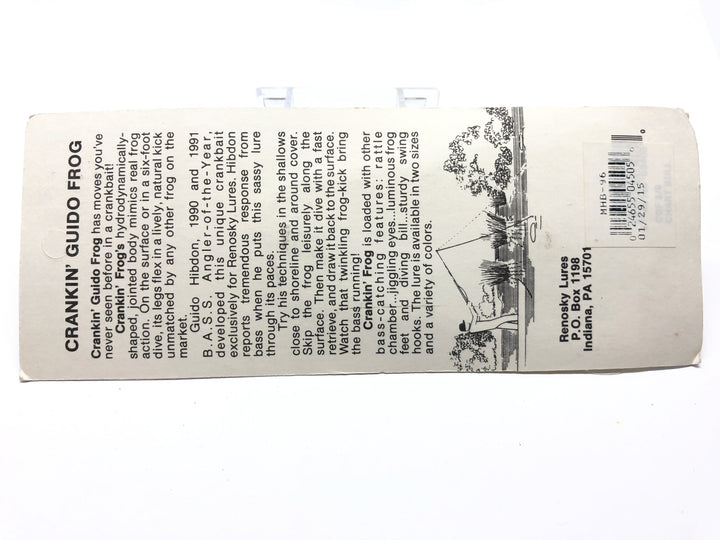 CRANKIN' GUIDO FROG
Crankin' Guido Frog has moves you've
never seen before in a crankbait!
Crankin' Frog's hydrodynamically-
shaped, jointed body mimics real frog
action. On the surface or in a six-foot
dive, its legs flex in a lively, natural kick
unmatched by any other frog on the
market.
Guido Hibdon, 1990 and 1991
B.A.S.S. Angler-of-the-Year,
developed this unique crankbait
exclusively for Renosky Lures. Hibdon
reports tremendous response from
bass when he puts this sassy lure
through its paces.
Try his techniques in the shallows
close to shoreline and around cover.
Skip the frog leisurely along the
surface. Then make it dive with a fast
retrieve, and draw it back to the surface.
Watch that twinkling frog-kick bring
the bass running!
Crankin' Frog is loaded with other
bass-catching features: rattle
chamber...jiggling eyes...luminous frog
feet and diving bill...sturdy swing
hooks. The lure is available in two sizes
and a variety of colors.
Renosky Lures
P.O. Box 11198
Indiana, PA 15701
MHB-96
0 24655 04505 6
01/29/15